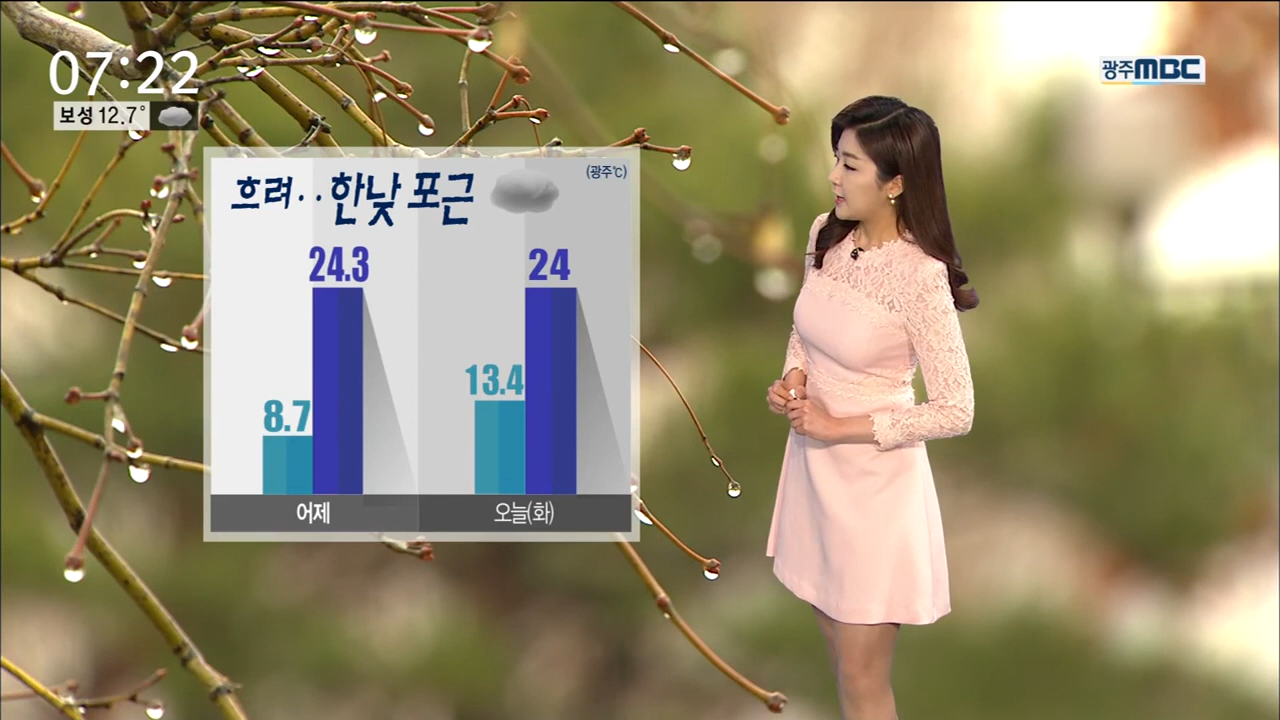 07:22
보성 12.7°
광주MBC
흐려..한낮 포근
(광주℃)
24.3
24
13.4
8.7
어제
오늘(화)